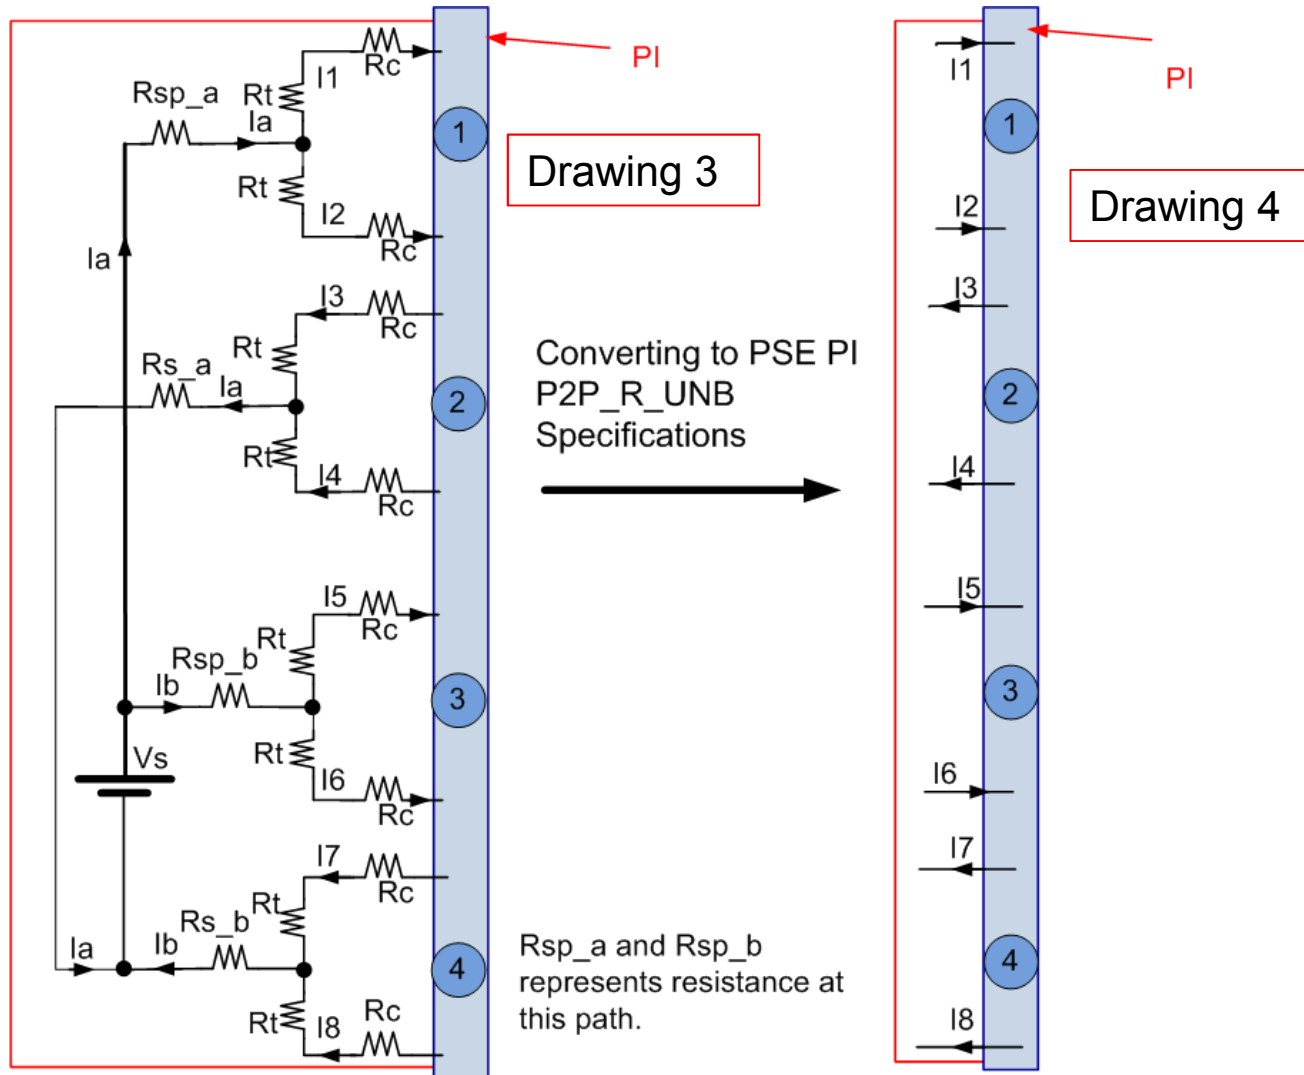 PI
I1
Rc
Rsp_a
Rt
Ia
Rt
I2
Rc
1
Drawing 3
Ia
I3
Rc
Rt
Rs_a
Ia
2
Rt
I4
Rc
Converting to PSE PI
P2P_R_UNB
Specifications
I5
Rc
Rt
Rsp_b
Ib
3
Rt
Vs
I6
Rc
I7
Rc
Rt
Rs_b
Ia
Ib
4
Rt
I8
Rc
Rsp_a and Rsp_b
represents resistance at
this path.
I1
PI
1
Drawing 4
I2
I3
2
I4
I5
3
I6
I7
4
I8